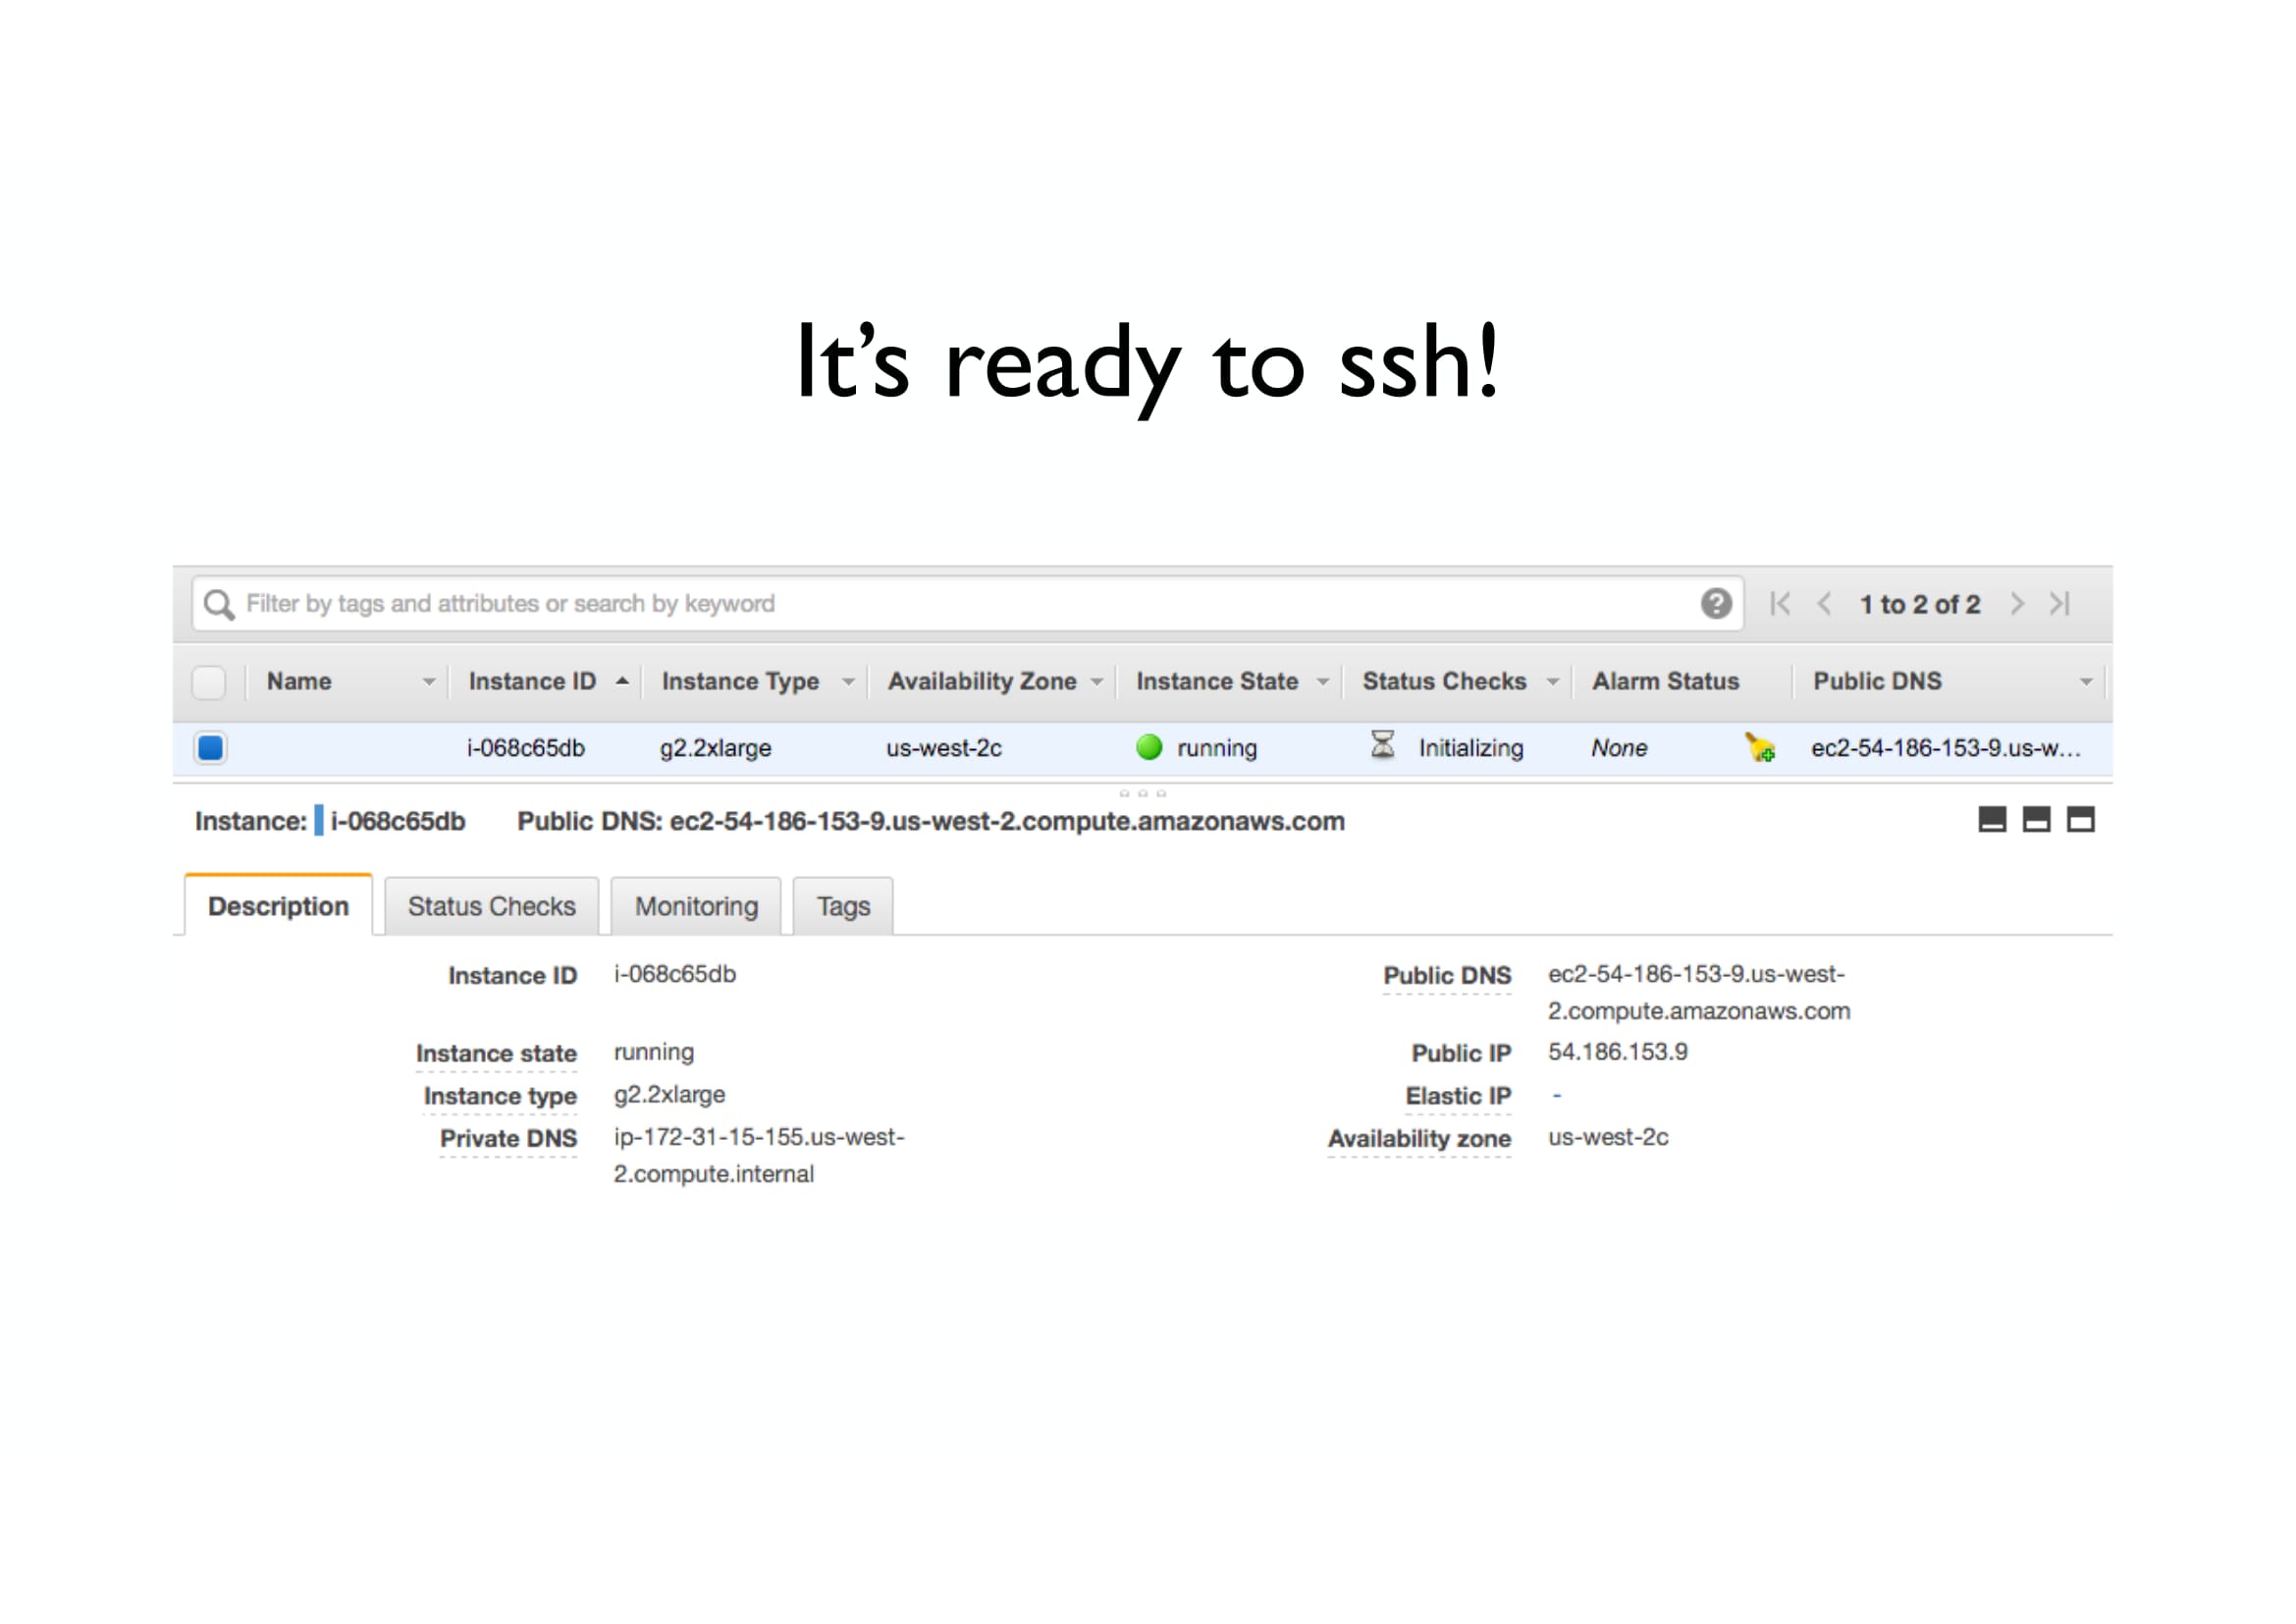 It’s ready to ssh!
Filter by tags and attributes or search by keyword 1 to 2 of 2
Name Instance ID Instance Type Availability Zone Instance State Status Checks Alarm Status Public DNS
i-068c65db g2.2xlarge us-west-2c running Initializing None ec2-54-186-153-9.us-w...
Instance: i-068c65db Public DNS: ec2-54-186-153-9.us-west-2.compute.amazonaws.com
Description Status Checks Monitoring Tags
Instance ID i-068c65db Public DNS ec2-54-186-153-9.us-west-
2.compute.amazonaws.com
Instance state running Public IP 54.186.153.9
Instance type g2.2xlarge Elastic IP -
Private DNS ip-172-31-15-155.us-west- Availability zone us-west-2c
2.compute.internal